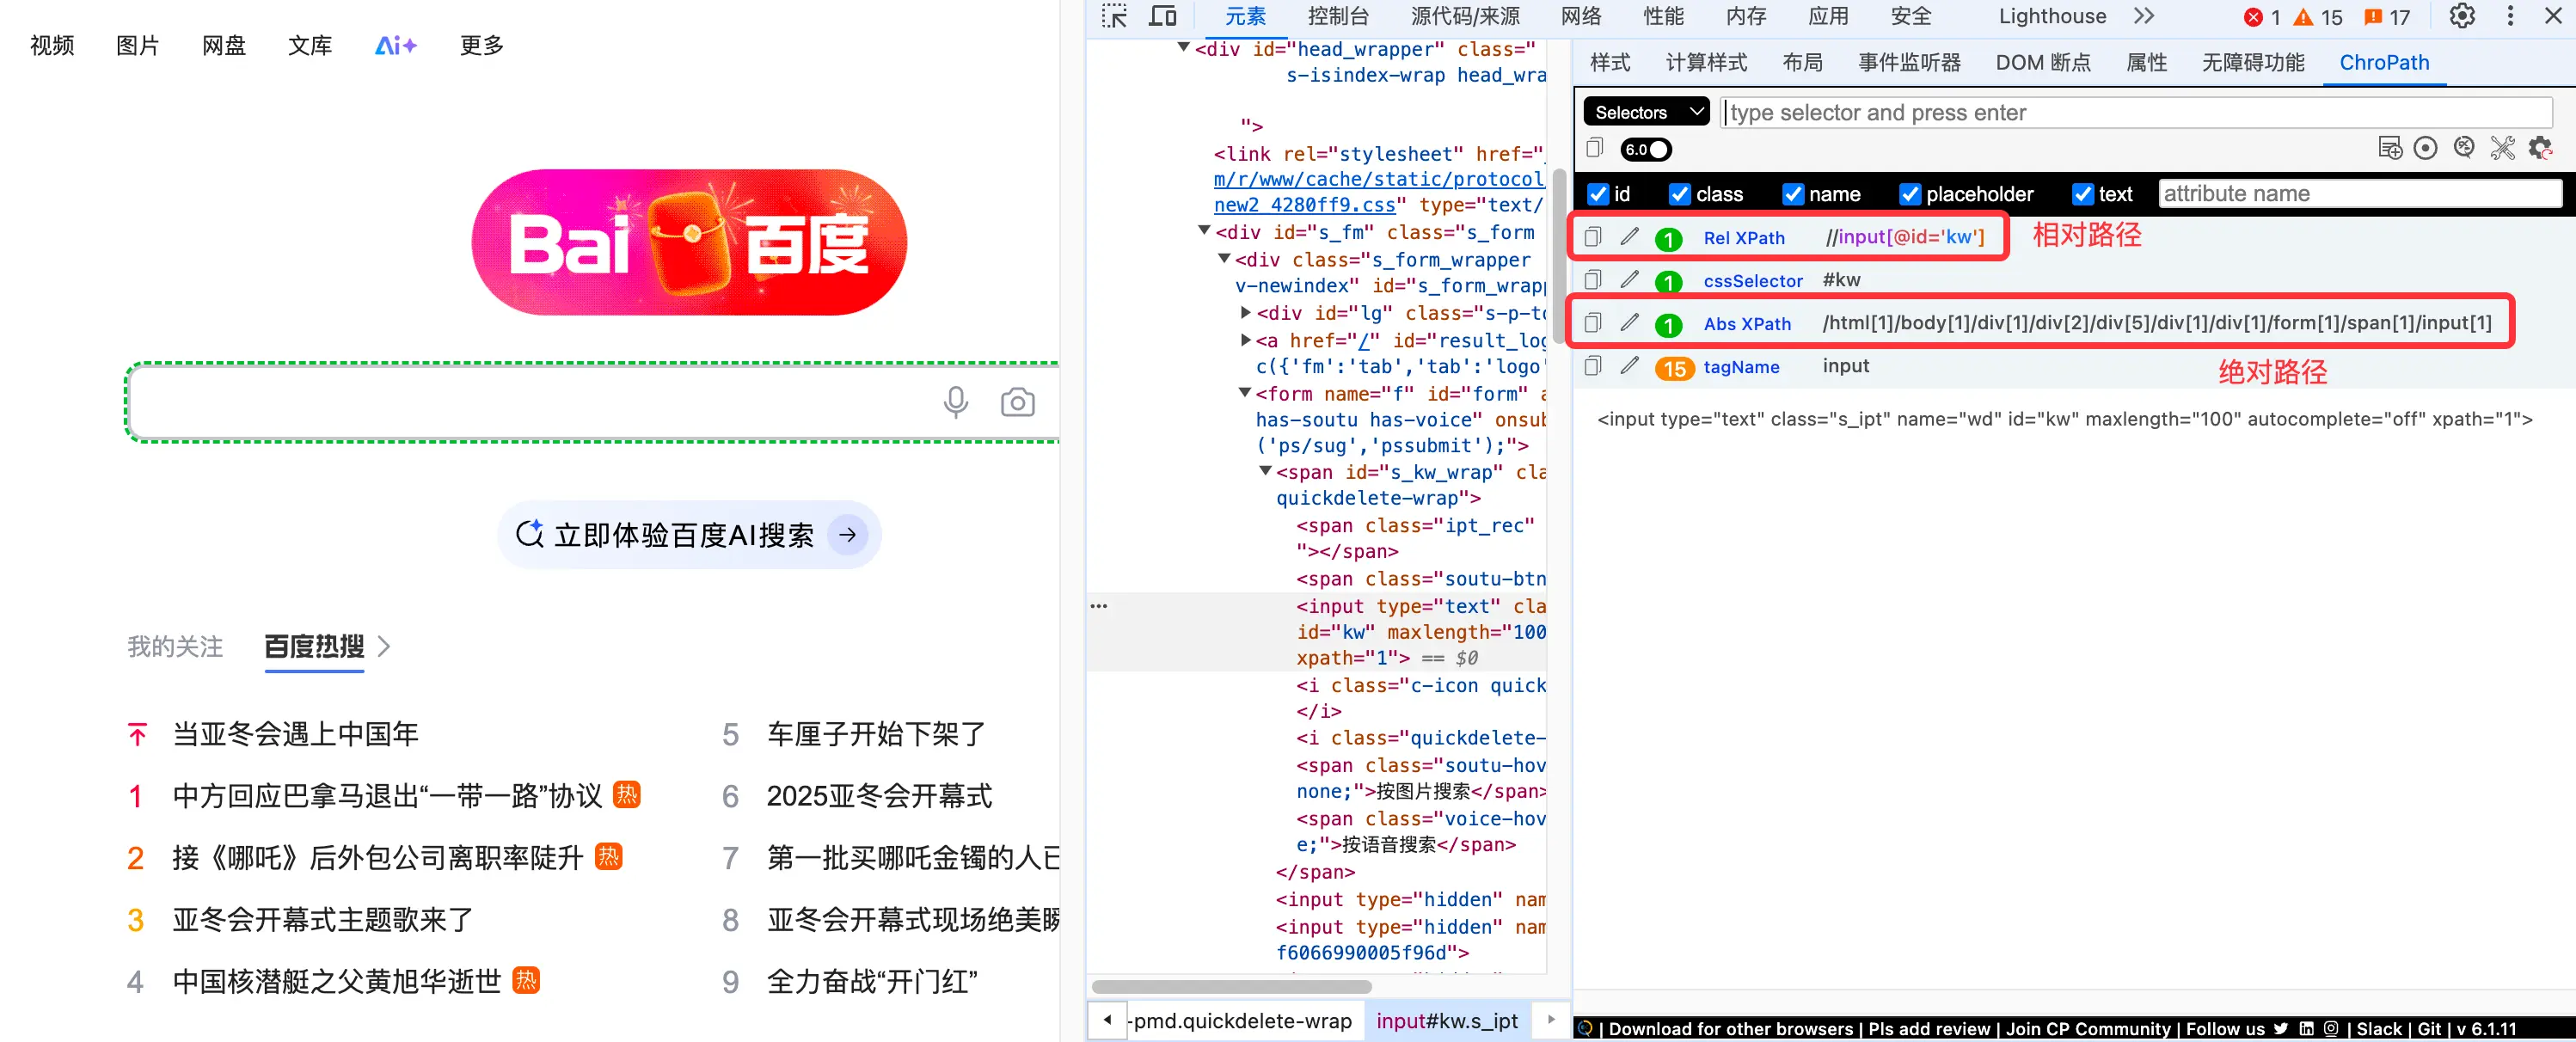 视频 图片 网盘 文库 Ai+ 更多
Bai 百度
立即体验百度AI搜索
我的关注 百度热搜
当亚冬会遇上中国年
1 中方回应巴拿马退出“一带一路”协议 热
2 接《哪吒》后外包公司离职率陡升 热
3 亚冬会开幕式主题歌来了
4 中国核潜艇之父黄旭华逝世 热
5 车厘子开始下架了
6 2025亚冬会开幕式
7 第一批买哪吒金镯的人已
8 亚冬会开幕式现场绝美
9 全力奋战“开门红”
元素 控制台 源代码/来源 网络 性能 内存 应用 安全 Lighthouse 1 15 17
<div id="head_wrapper" class="
s-isindex-wrap head_wra
">
<link rel="stylesheet" href="
m/r/www/cache/static/protocol
new2_4280ff9.css" type="text/
<div id="s_fm" class="s_form
<div class="s_form_wrapper
v-newindex" id="s_form_wrapp
<div id="lg" class="s-p-to
<a href="/" id="result_log
c({'fm':'tab','tab':'logo'
<form name="f" id="form" a
has-soutu has-voice" onsub
('ps/sug','pssubmit');">
<span id="s_kw_wrap" cla
quickdelete-wrap">
<span class="ipt_rec"
"></span>
<span class="soutu-btn
... <input type="text" cla
id="kw" maxlength="100
xpath="1"> == $0
<i class="c-icon quick
</i>
<i class="quickdelete-
<span class="soutu-hov
none;">按图片搜索</span>
<span class="voice-hov
e;">按语音搜索</span>
</span>
<input type="hidden" nam
<input type="hidden" nam
f6066990005f96d">
-pmd.quickdelete-wrap input#kw.s_ipt
样式 计算样式 布局 事件监听器 DOM 断点 属性 无障碍功能 ChroPath
Selectors type selector and press enter
6.0
id class name placeholder text attribute name
1 Rel XPath //input[@id='kw'] 相对路径
1 cssSelector #kw
1 Abs XPath /html[1]/body[1]/div[1]/div[2]/div[5]/div[1]/div[1]/form[1]/span[1]/input[1]
15 tagName input 绝对路径
<input type="text" class="s_ipt" name="wd" id="kw" maxlength="100" autocomplete="off" xpath="1">
| Download for other browsers | Pls add review | Join CP Community | Follow us | Slack | Git | v 6.1.11